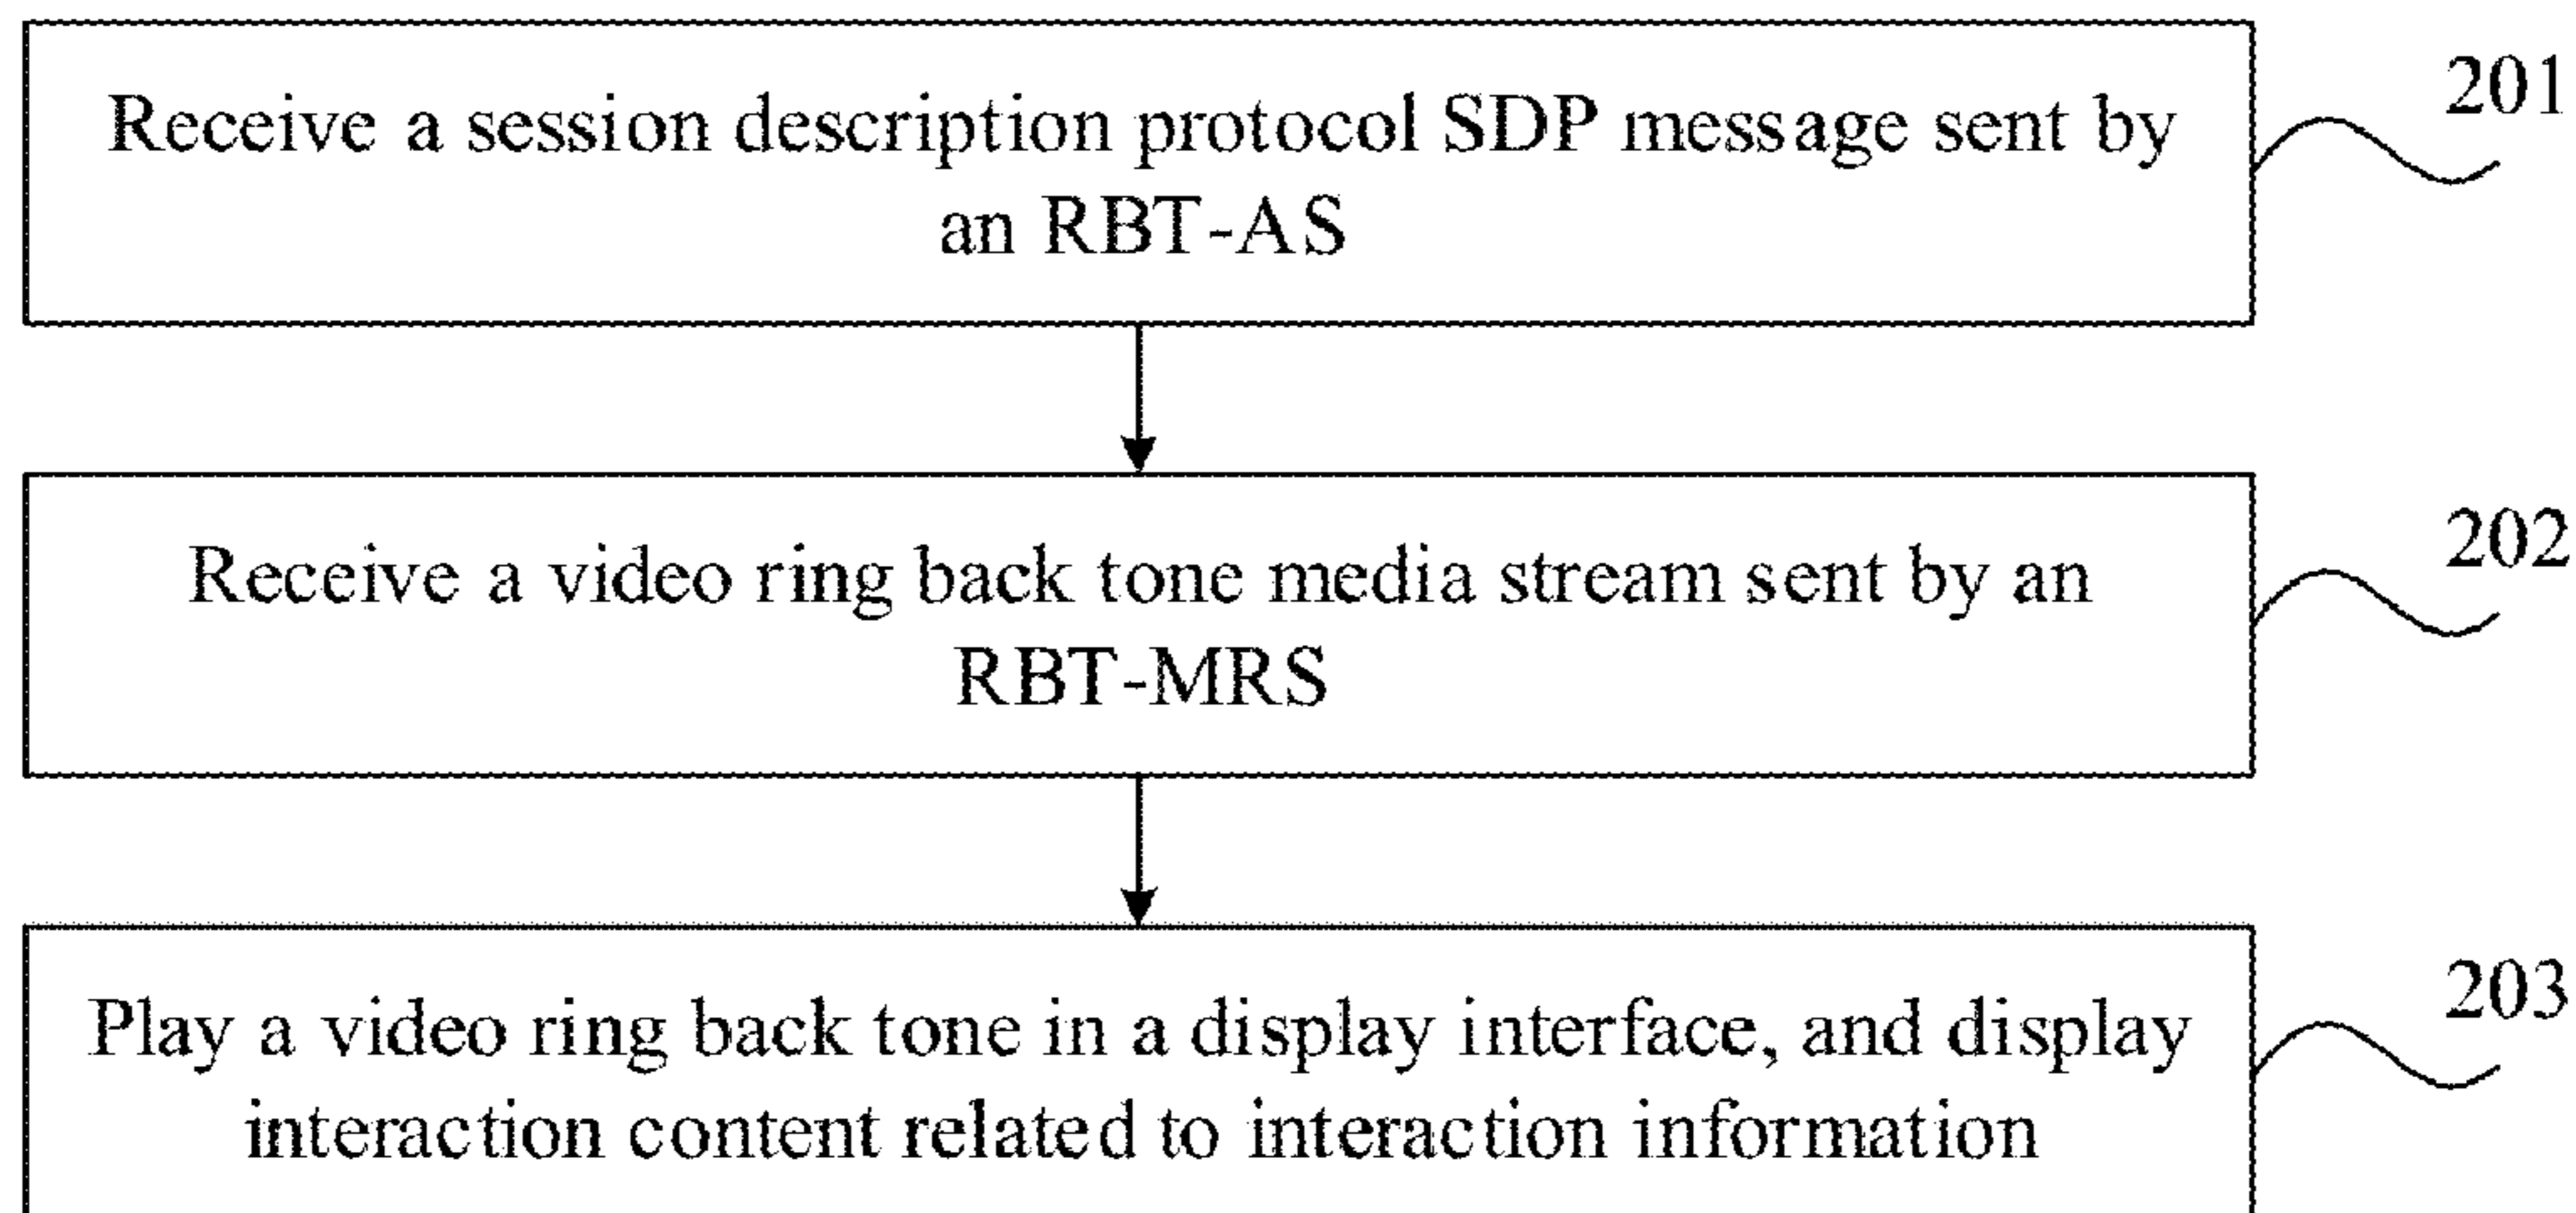 Receive a session description protocol SDP message sent by
an RBT-AS
201
Receive a video ring back tone media stream sent by an
RBT-MRS
202
Play a video ring back tone in a display interface, and display
interaction content related to interaction information
203